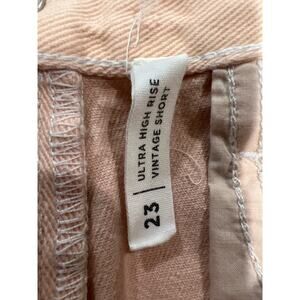 23 | ULTRA HIGH RISE
VINTAGE SHORT